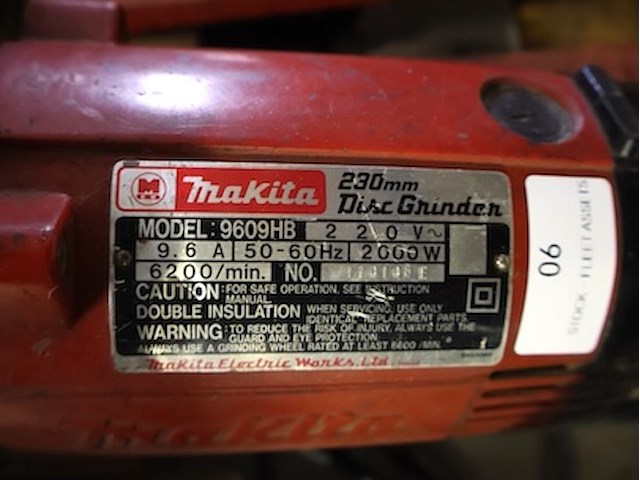 M Makita 230mm
Disc Grinder
MODEL: 9609HB 220V~
9.6A 50-60Hz 2000W
6200/min. NO. E
CAUTION: FOR SAFE OPERATION. SEE INSTRUCTION
MANUAL.
DOUBLE INSULATION WHEN SERVICING, USE ONLY
IDENTICAL REPLACEMENT PARTS.
WARNING: TO REDUCE THE RISK OF INJURY, ALWAYS USE THE
GUARD AND EYE PROTECTION
ALWAYS USE A GRINDING WHEEL RATED AT LEAST 6600/MIN.
Makita Electric Works, Ltd.
makita
06
STOCK FLEET ASSETS